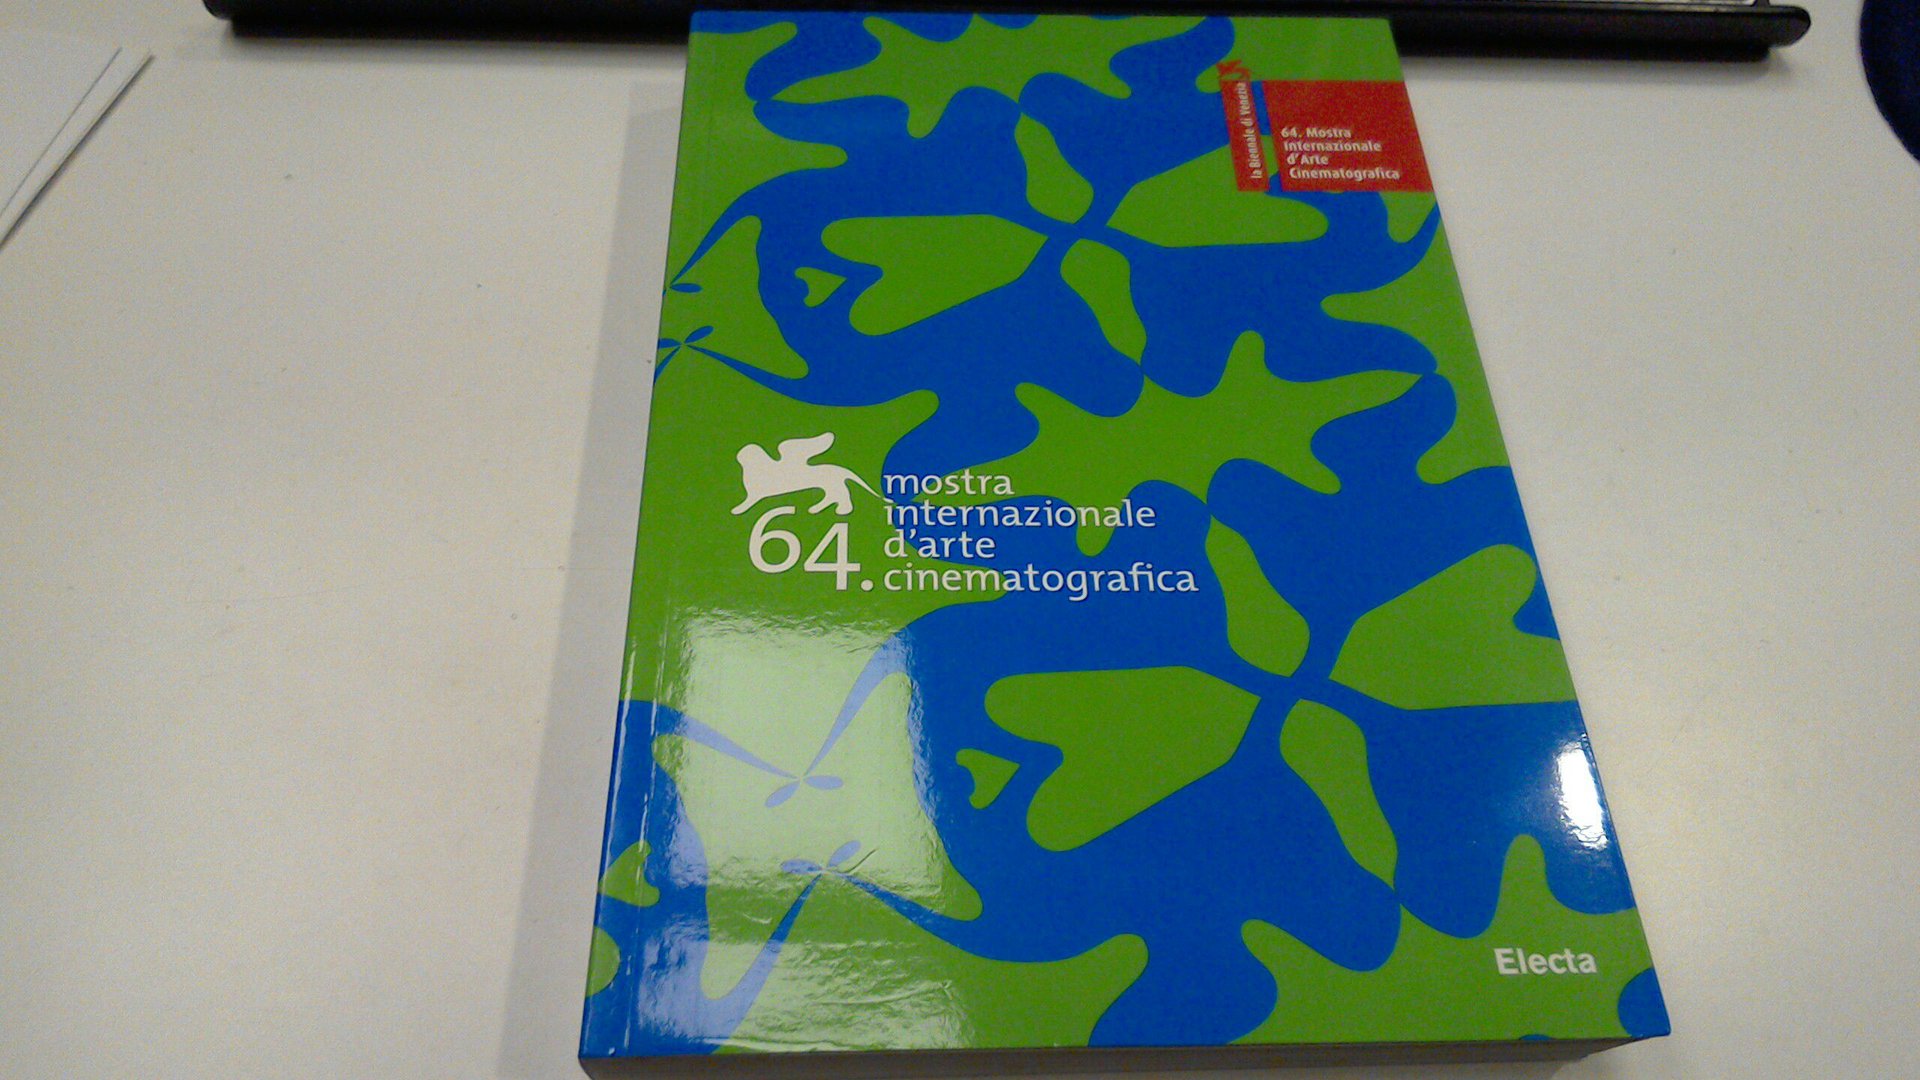 la Biennale di Venezia
64. Mostra
Internazionale
d'Arte
Cinematografica
64.
mostra
internazionale
d'arte
cinematografica
Electa